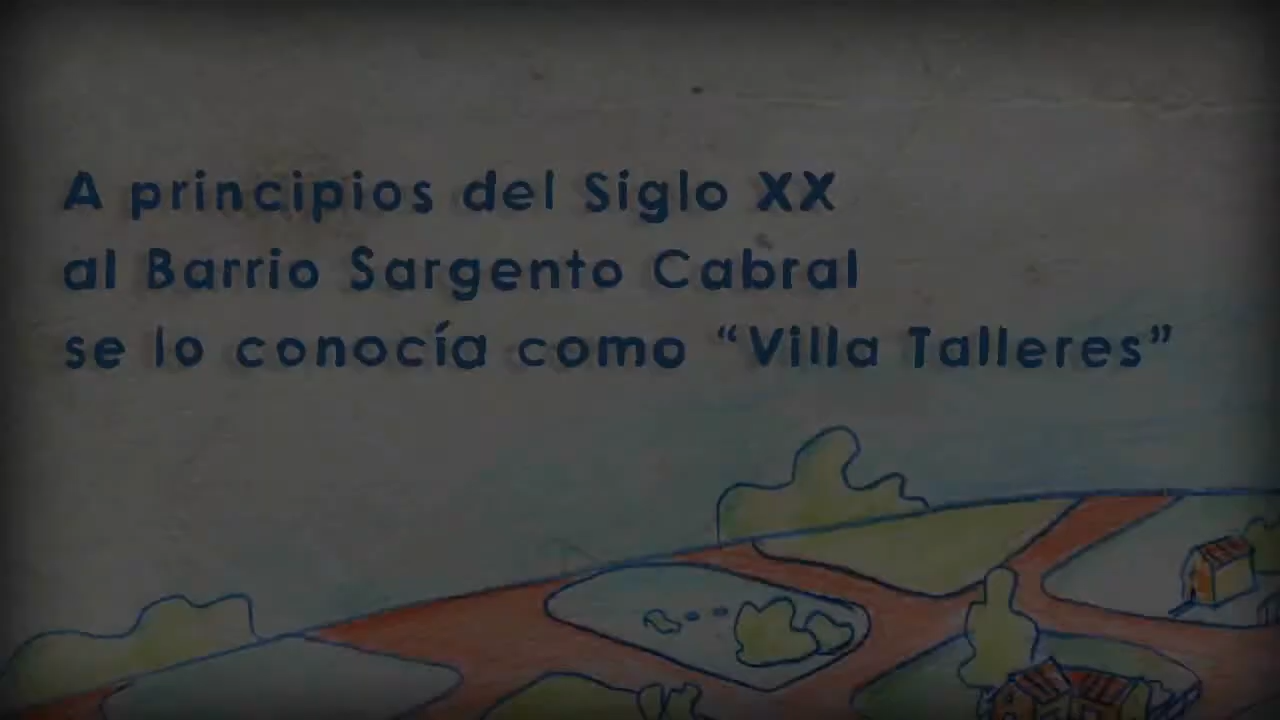 A principios del Siglo XX
al Barrio Sargento Cabral
se lo conocía como “Villa Talleres”